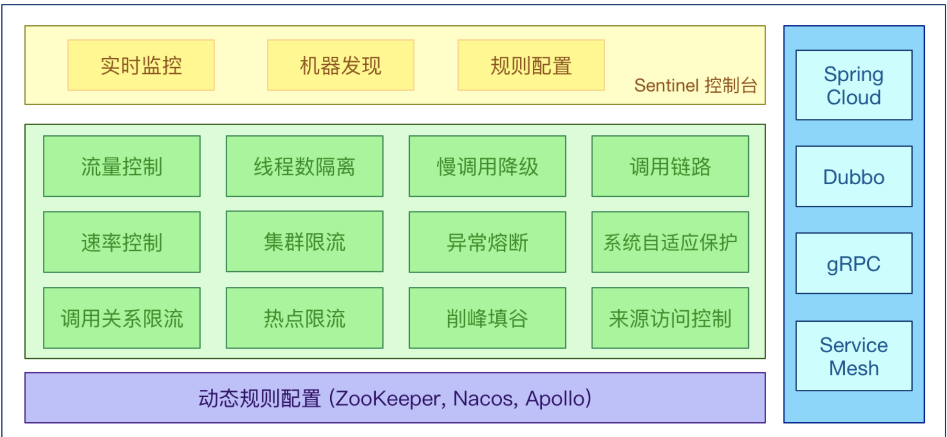 实时监控
机器发现
规则配置
Sentinel 控制台
流量控制
线程数隔离
慢调用降级
调用链路
速率控制
集群限流
异常熔断
系统自适应保护
调用关系限流
热点限流
削峰填谷
来源访问控制
动态规则配置 (ZooKeeper, Nacos, Apollo)
Spring
Cloud
Dubbo
gRPC
Service
Mesh